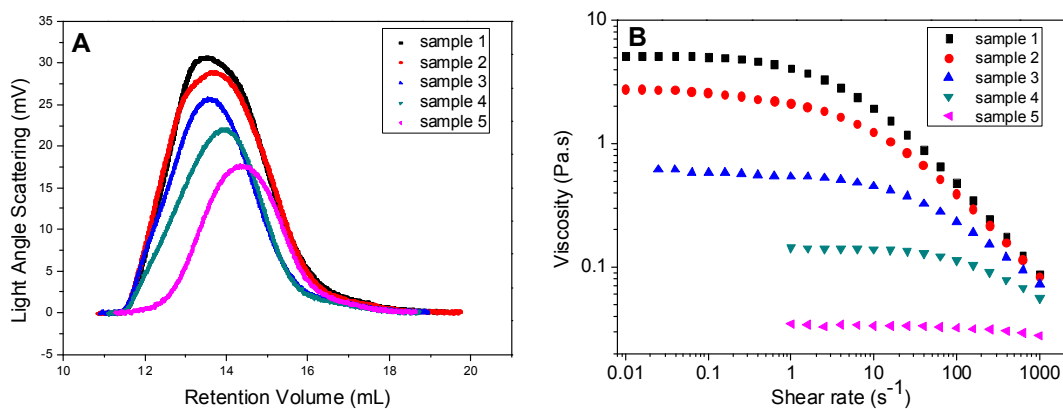 A
sample 1
sample 2
sample 3
sample 4
sample 5
Light Angle Scattering (mV)
35
30
25
20
15
10
5
0
-5
10 12 14 16 18 20
Retention Volume (mL)
B
sample 1
sample 2
sample 3
sample 4
sample 5
Viscosity (Pa.s)
10
1
0.1
0.01 0.1 1 10 100 1000
Shear rate (s⁻¹)